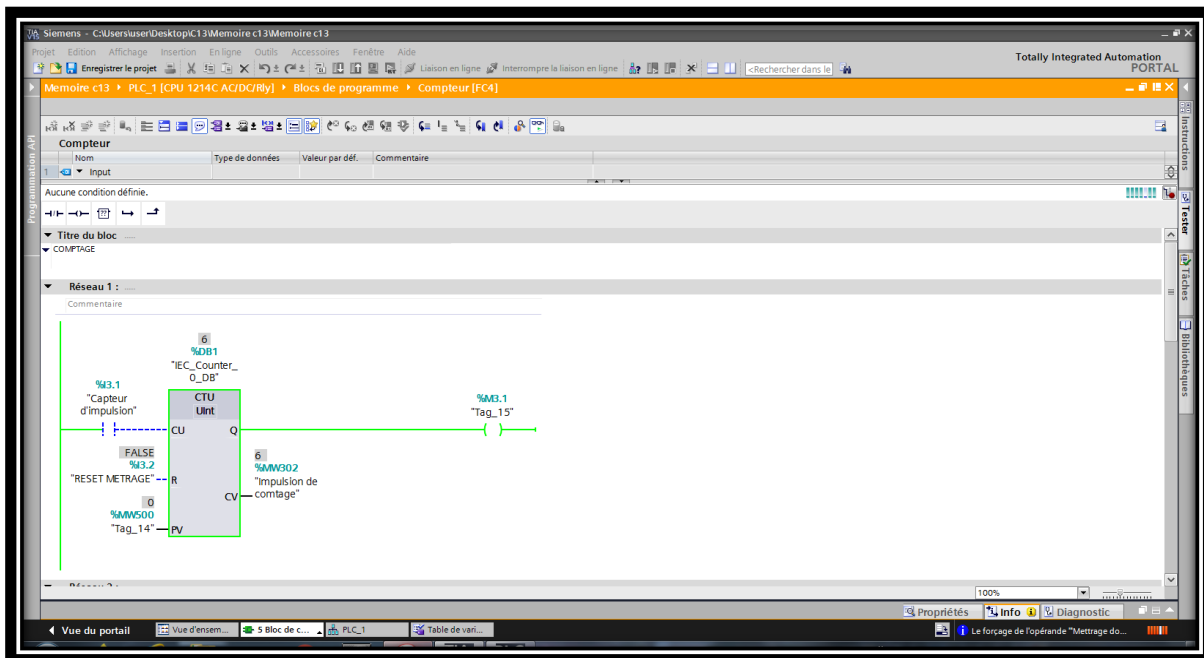 Siemens - C:\Users\user\Desktop\C13\Memoire c13\Memoire c13
Projet Edition Affichage Insertion En ligne Outils Accessoires Fenêtre Aide
Totally Integrated Automation
PORTAL
Enregistrer le projet
Liaison en ligne
Interrompre la liaison en ligne
<Rechercher dans le
Memoire c13 PLC_1 [CPU 1214C AC/DC/Rly] Blocs de programme Compteur [FC4]
Compteur
Nom Type de données Valeur par déf. Commentaire
1 Input
Aucune condition définie.
??
Titre du bloc
COMPTAGE
Réseau 1 :
Commentaire
6
%DB1
"IEC_Counter_
0_DB"
%I3.1
"Capteur
d'impulsion"
CTU
UInt
%M3.1
"Tag_15"
CU Q
FALSE
%I3.2
"RESET METRAGE"
R
6
%MW302
"Impulsion de
comtage"
CV
0
%MW500
"Tag_14"
PV
100%
Propriétés Info Diagnostic
Vue du portail Vue d'ensem... 5 Bloc de c... PLC_1 Table de vari...
Le forçage de l'opérande "Mettrage do...
Programmation API
Instructions
Tester
Tâches
Bibliothèques